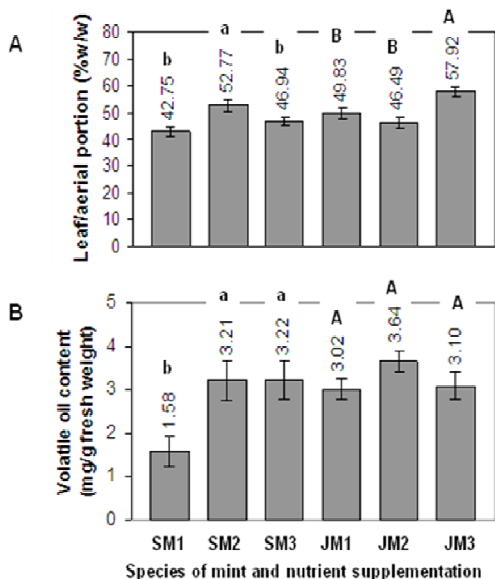 A
Leaf/aerial portion (%w/w)
80
70
60
50
40
30
20
10
0
b
a
b
B
B
A
42.75
52.77
46.94
49.83
46.49
57.92
B
Volatile oil content
(mg/gfresh weight)
5
4
3
2
1
0
b
a
a
A
A
A
1.58
3.21
3.22
3.02
3.64
3.10
SM1 SM2 SM3 JM1 JM2 JM3
Species of mint and nutrient supplementation